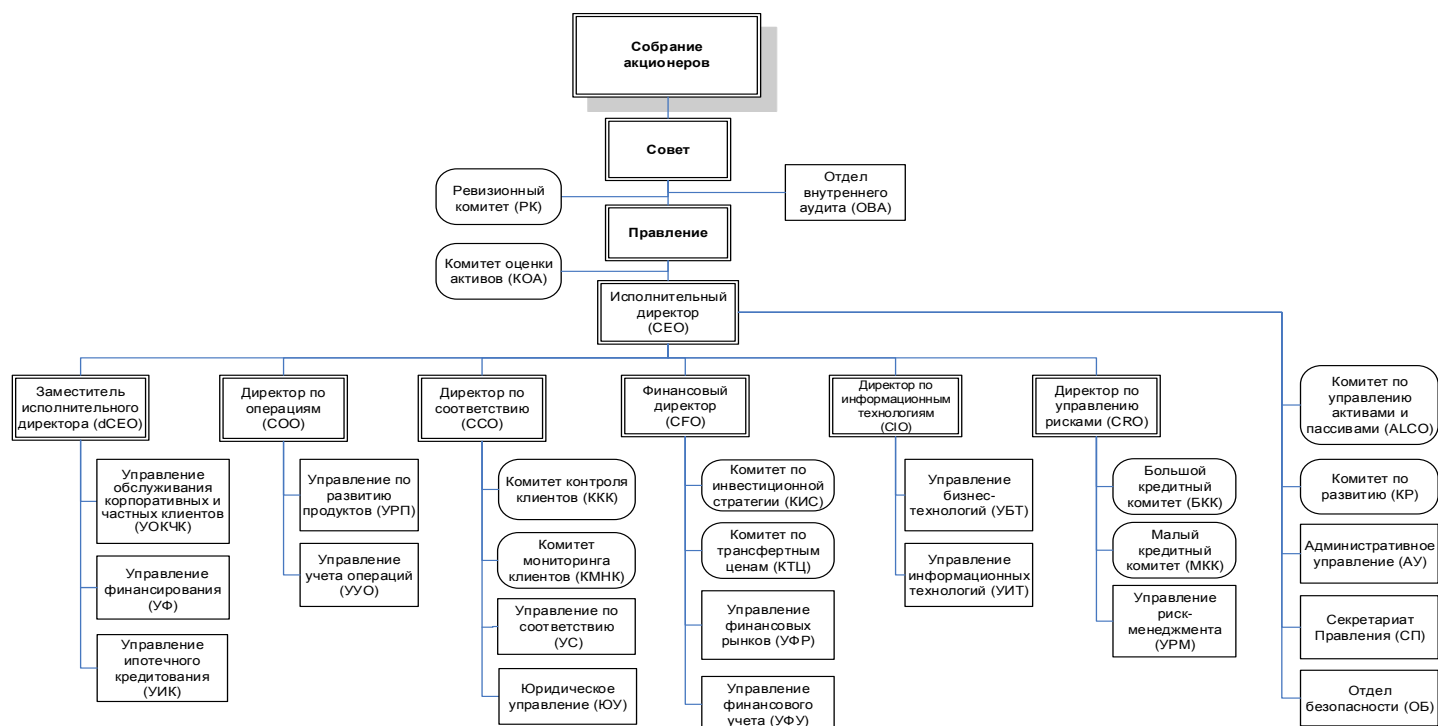 Собрание
акционеров
Совет
Ревизионный
комитет (РК)
Отдел
внутреннего
аудита (ОВА)
Правление
Комитет оценки
активов (КОА)
Исполнительный
директор
(CEO)
Заместитель
исполнительного
директора (dCEO)
Директор по
операциям
(COO)
Директор по
соответствию
(CCO)
Финансовый
директор
(CFO)
Директор по
информационным
технологиям
(CIO)
Директор по
управлению
рисками (CRO)
Комитет по
управлению
активами и
пассивами (ALCO)
Управление
обслуживания
корпоративных и
частных клиентов
(УОКЧК)
Управление
финансирования
(УФ)
Управление
ипотечного
кредитования
(УИК)
Управление по
развитию
продуктов (УРП)
Управление
учета операций
(УУО)
Комитет контроля
клиентов (ККК)
Комитет
мониторинга
клиентов (КМНК)
Управление по
соответствию
(УС)
Юридическое
управление (ЮУ)
Комитет по
инвестиционной
стратегии (КИС)
Комитет по
трансфертным
ценам (КТЦ)
Управление
финансовых
рынков (УФР)
Управление
финансового
учета (УФУ)
Управление
бизнес-
технологий (УБТ)
Управление
информационных
технологий (УИТ)
Большой
кредитный
комитет (БКК)
Малый
кредитный
комитет (МКК)
Управление
риск-
менеджмента
(УРМ)
Комитет по
развитию (КР)
Административное
управление (АУ)
Секретариат
Правления (СП)
Отдел
безопасности (ОБ)